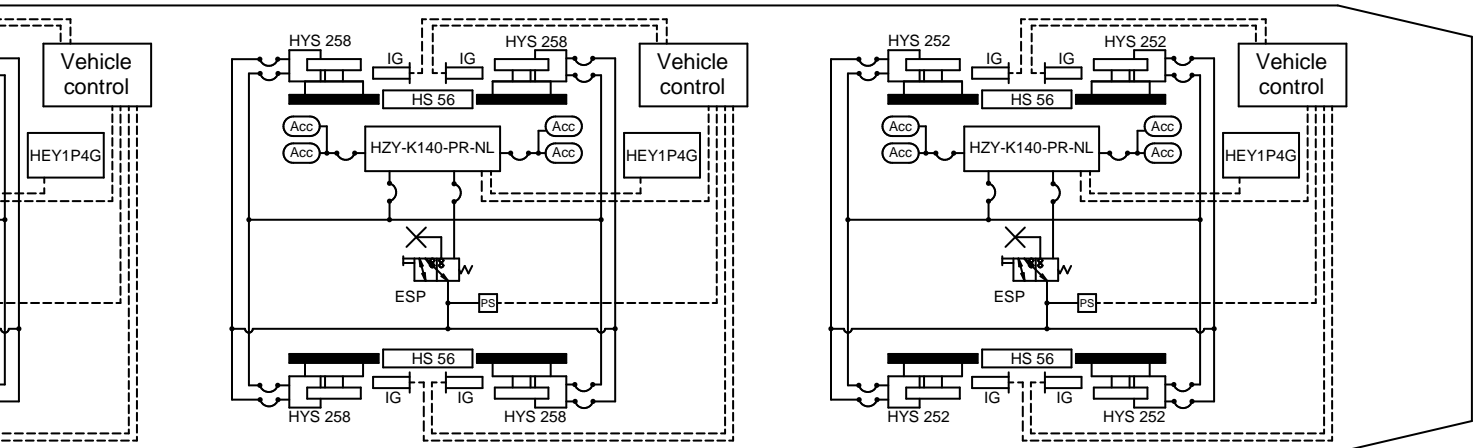 HYS 258
IG
IG
HYS 258
Vehicle
control
HYS 252
IG
IG
HYS 252
Vehicle
control
Vehicle
control
HS 56
HS 56
Acc
Acc
Acc
Acc
HZY-K140-PR-NL
HEY1P4G
Acc
Acc
Acc
Acc
HZY-K140-PR-NL
HEY1P4G
HEY1P4G
ESP
PS
ESP
PS
HS 56
HS 56
IG
IG
IG
IG
HYS 258
HYS 258
HYS 252
HYS 252